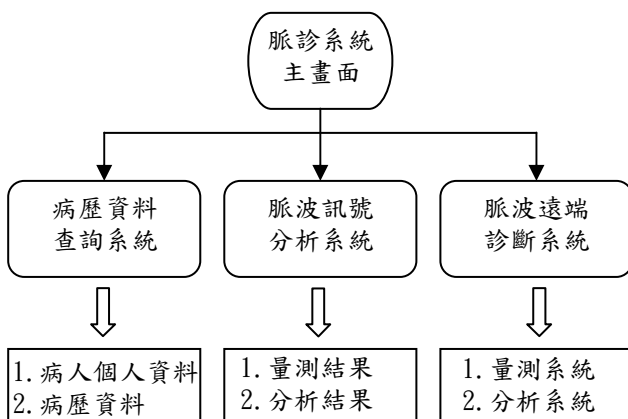 脈診系統
主畫面
病歷資料
查詢系統
脈波訊號
分析系統
脈波遠端
診斷系統
1. 病人個人資料
2. 病歷資料
1. 量測結果
2. 分析結果
1. 量測系統
2. 分析系統